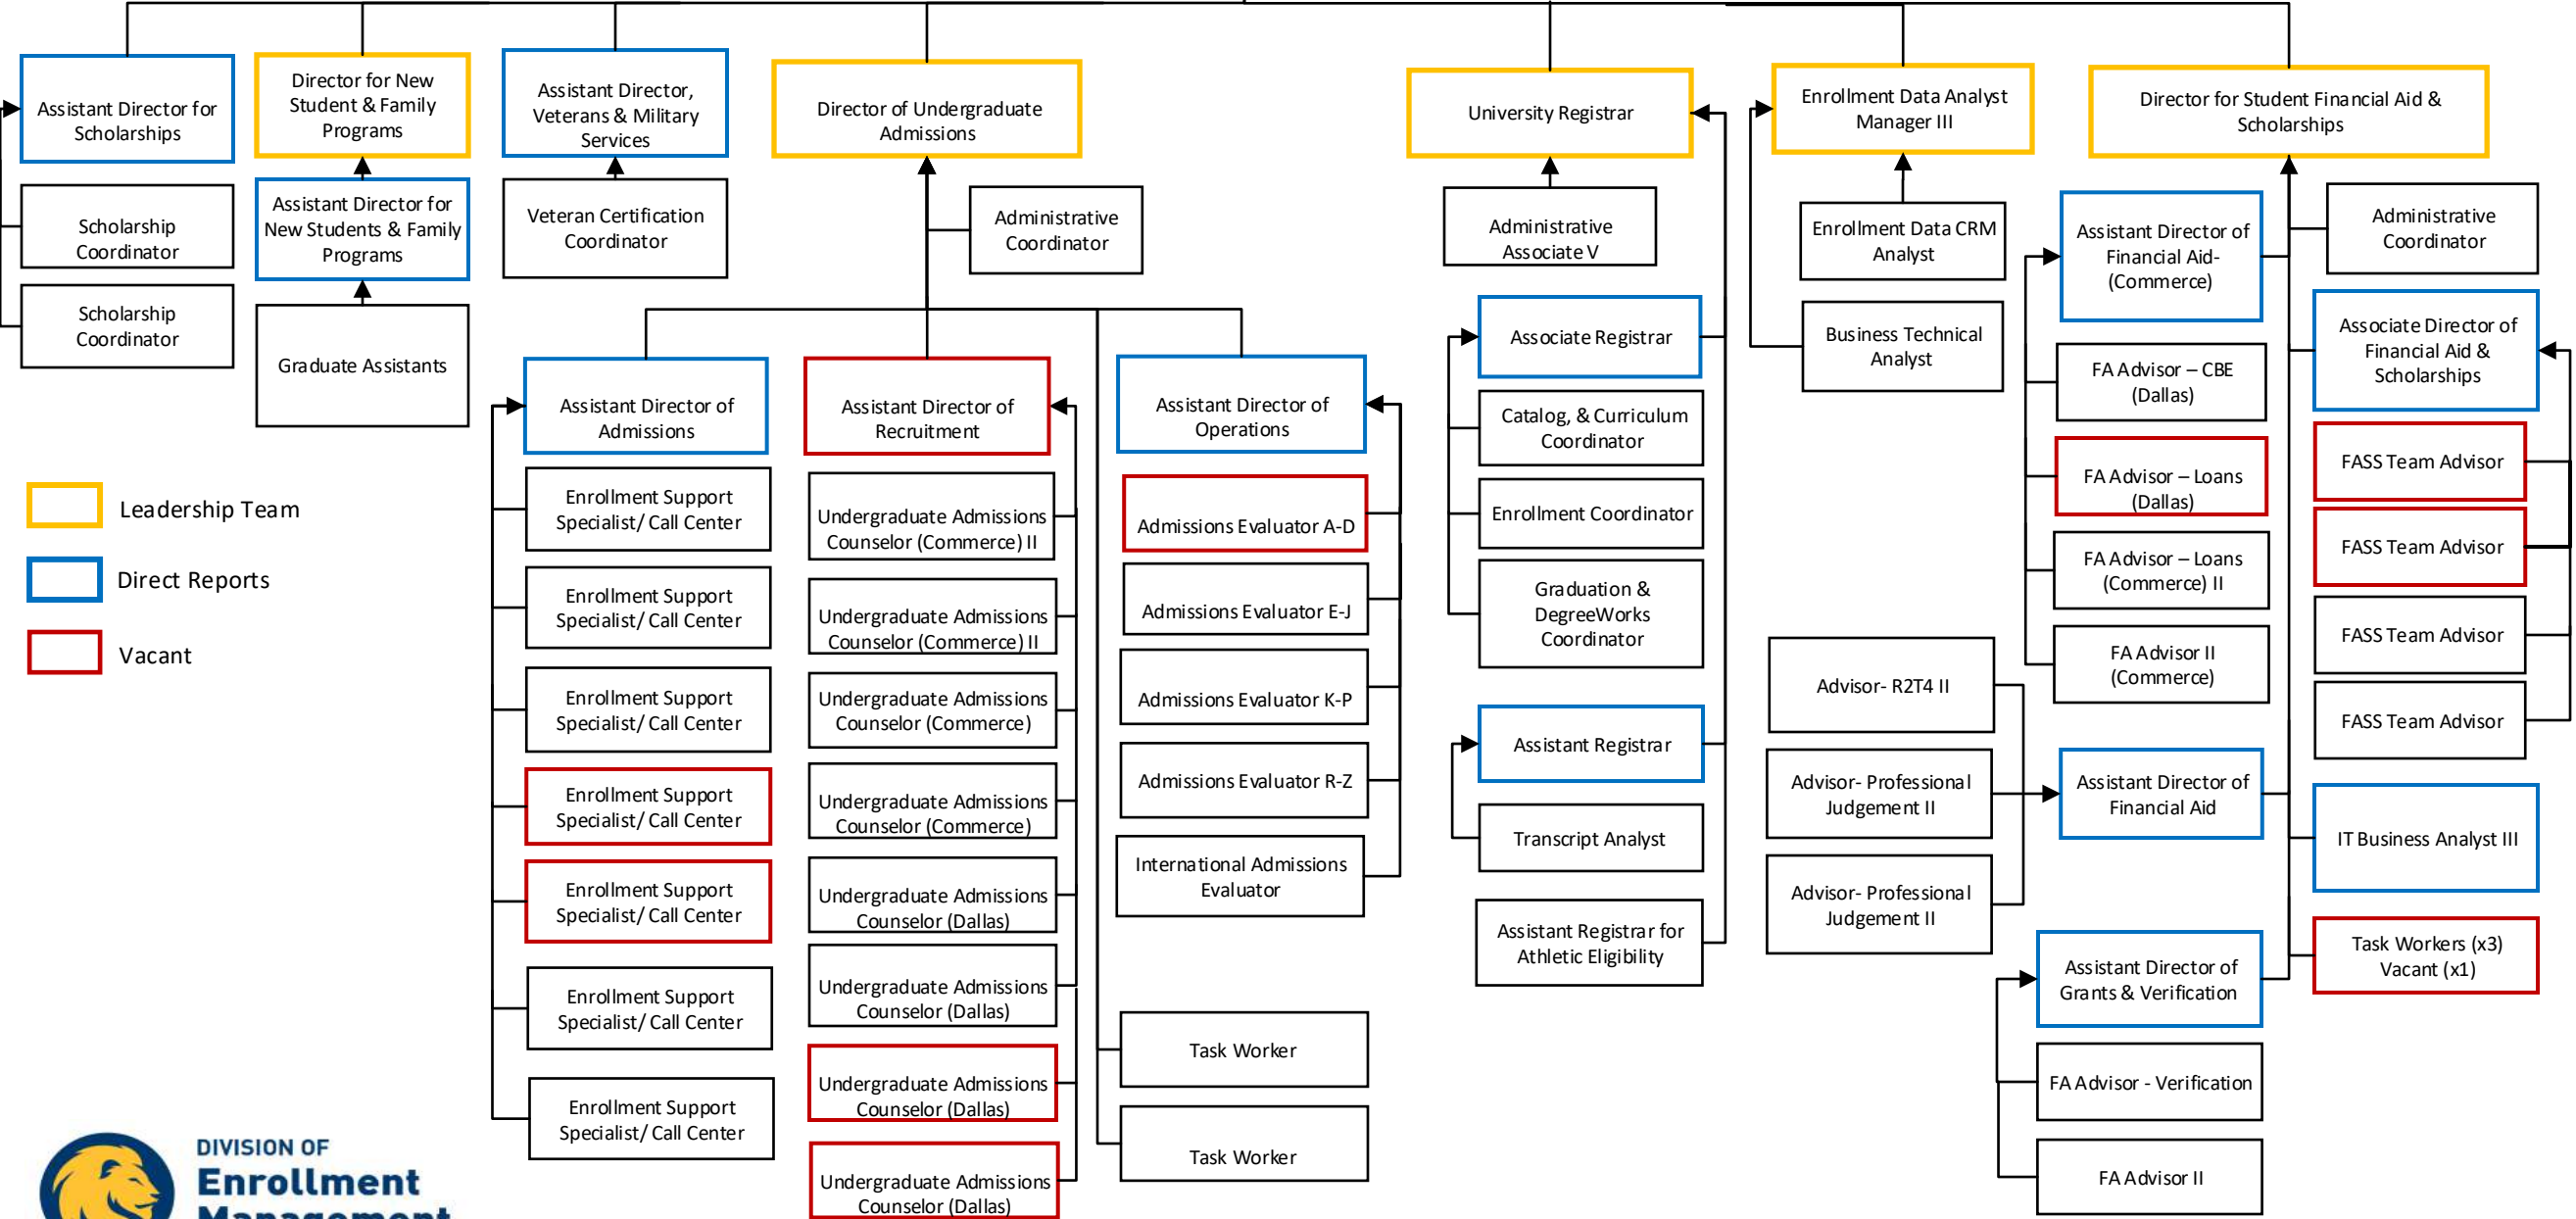 Assistant Director for
Scholarships
Scholarship
Coordinator
Scholarship
Coordinator
Director for New
Student & Family
Programs
Assistant Director for
New Students & Family
Programs
Graduate Assistants
Assistant Director,
Veterans & Military
Services
Veteran Certification
Coordinator
Director of Undergraduate
Admissions
Administrative
Coordinator
Assistant Director of
Admissions
Enrollment Support
Specialist/ Call Center
Enrollment Support
Specialist/ Call Center
Enrollment Support
Specialist/ Call Center
Enrollment Support
Specialist/ Call Center
Enrollment Support
Specialist/ Call Center
Enrollment Support
Specialist/ Call Center
Enrollment Support
Specialist/ Call Center
Assistant Director of
Recruitment
Undergraduate Admissions
Counselor (Commerce) II
Undergraduate Admissions
Counselor (Commerce) II
Undergraduate Admissions
Counselor (Commerce)
Undergraduate Admissions
Counselor (Commerce)
Undergraduate Admissions
Counselor (Dallas)
Undergraduate Admissions
Counselor (Dallas)
Undergraduate Admissions
Counselor (Dallas)
Undergraduate Admissions
Counselor (Dallas)
Assistant Director of
Operations
Admissions Evaluator A-D
Admissions Evaluator E-J
Admissions Evaluator K-P
Admissions Evaluator R-Z
International Admissions
Evaluator
Task Worker
Task Worker
University Registrar
Administrative
Associate V
Associate Registrar
Catalog, & Curriculum
Coordinator
Enrollment Coordinator
Graduation &
DegreeWorks
Coordinator
Assistant Registrar
Transcript Analyst
Assistant Registrar for
Athletic Eligibility
Enrollment Data Analyst
Manager III
Enrollment Data CRM
Analyst
Business Technical
Analyst
Director for Student Financial Aid &
Scholarships
Assistant Director of
Financial Aid-
(Commerce)
FA Advisor – CBE
(Dallas)
FA Advisor – Loans
(Dallas)
FA Advisor – Loans
(Commerce) II
FA Advisor II
(Commerce)
Advisor- R2T4 II
Advisor- Professional
Judgement II
Advisor- Professional
Judgement II
Assistant Director of
Financial Aid
Assistant Director of
Grants & Verification
FA Advisor - Verification
FA Advisor II
Administrative
Coordinator
Associate Director of
Financial Aid &
Scholarships
FASS Team Advisor
FASS Team Advisor
FASS Team Advisor
FASS Team Advisor
IT Business Analyst III
Task Workers (x3)
Vacant (x1)
Leadership Team
Direct Reports
Vacant
DIVISION OF
Enrollment
Management